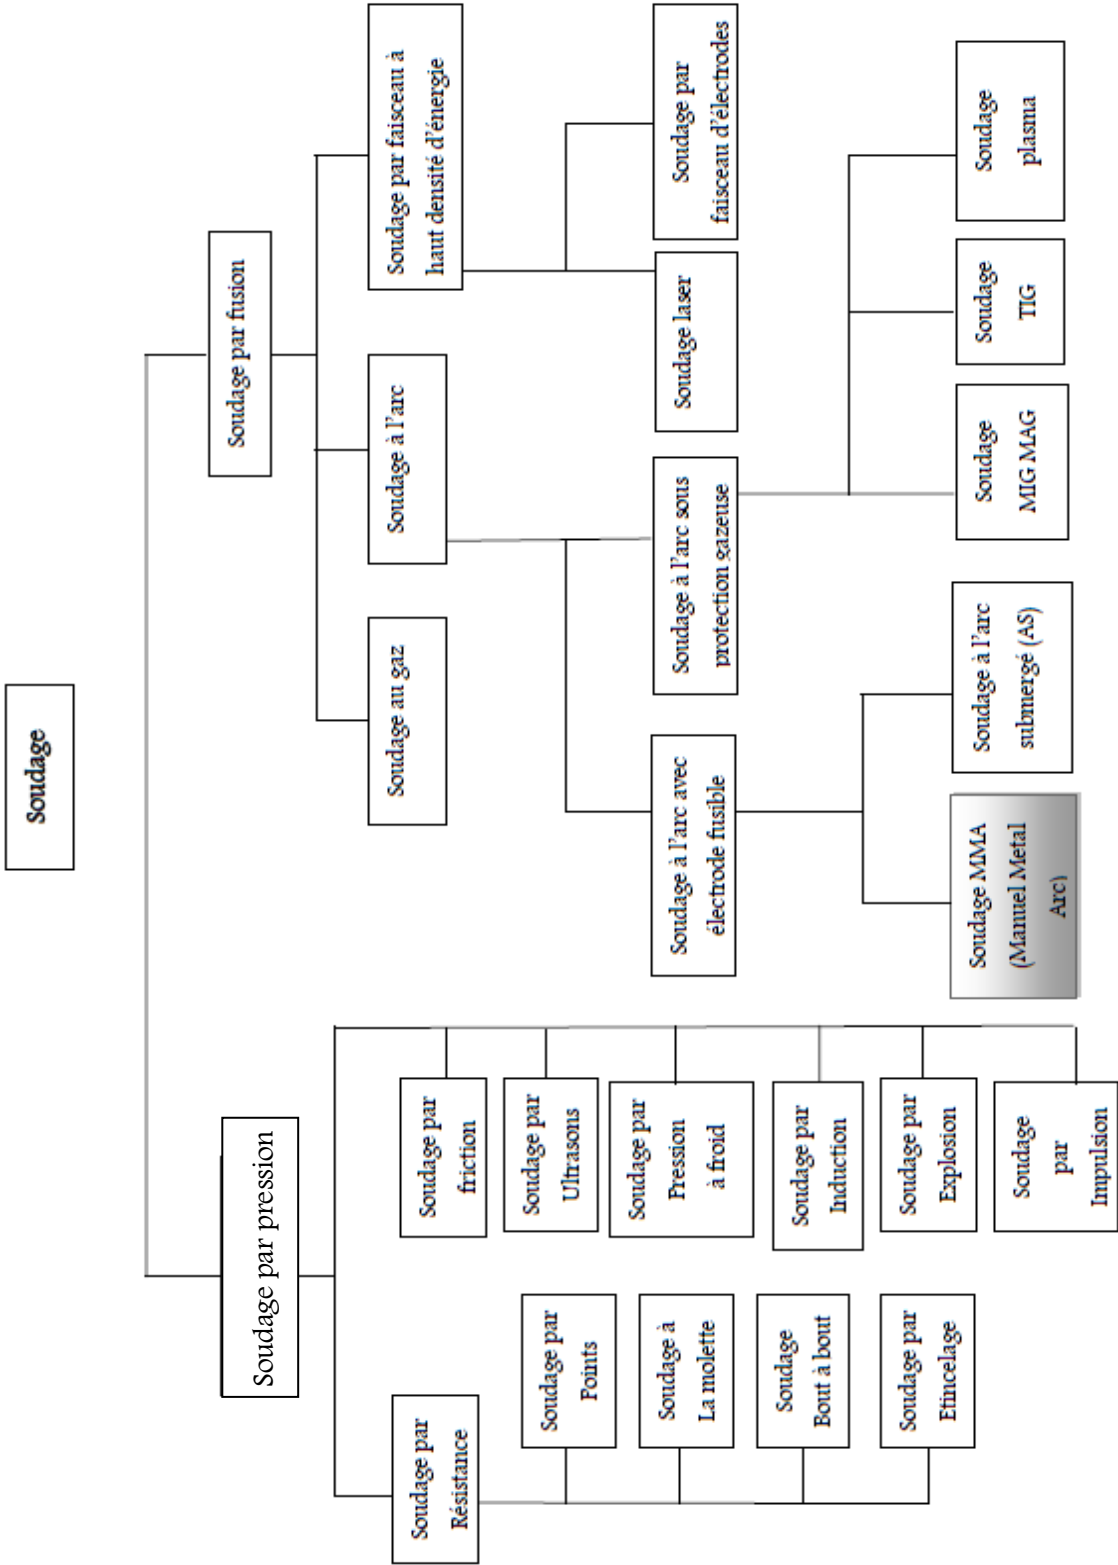 Soudage
Soudage par pression
Soudage par fusion
Soudage par
Résistance
Soudage par
Points
Soudage à
La molette
Soudage
Bout à bout
Soudage par
Etincelage
Soudage par
friction
Soudage par
Ultrasons
Soudage par
Pression
à froid
Soudage par
Induction
Soudage par
Explosion
Soudage
par
Impulsion
Soudage au gaz
Soudage à l'arc
Soudage par faisceau à
haut densité d'énergie
Soudage à l'arc avec
électrode fusible
Soudage à l'arc sous
protection gazeuse
Soudage laser
Soudage par
faisceau d'électrodes
Soudage MMA
(Manuel Metal
Arc)
Soudage à l'arc
submergé (AS)
Soudage
MIG MAG
Soudage
TIG
Soudage
plasma